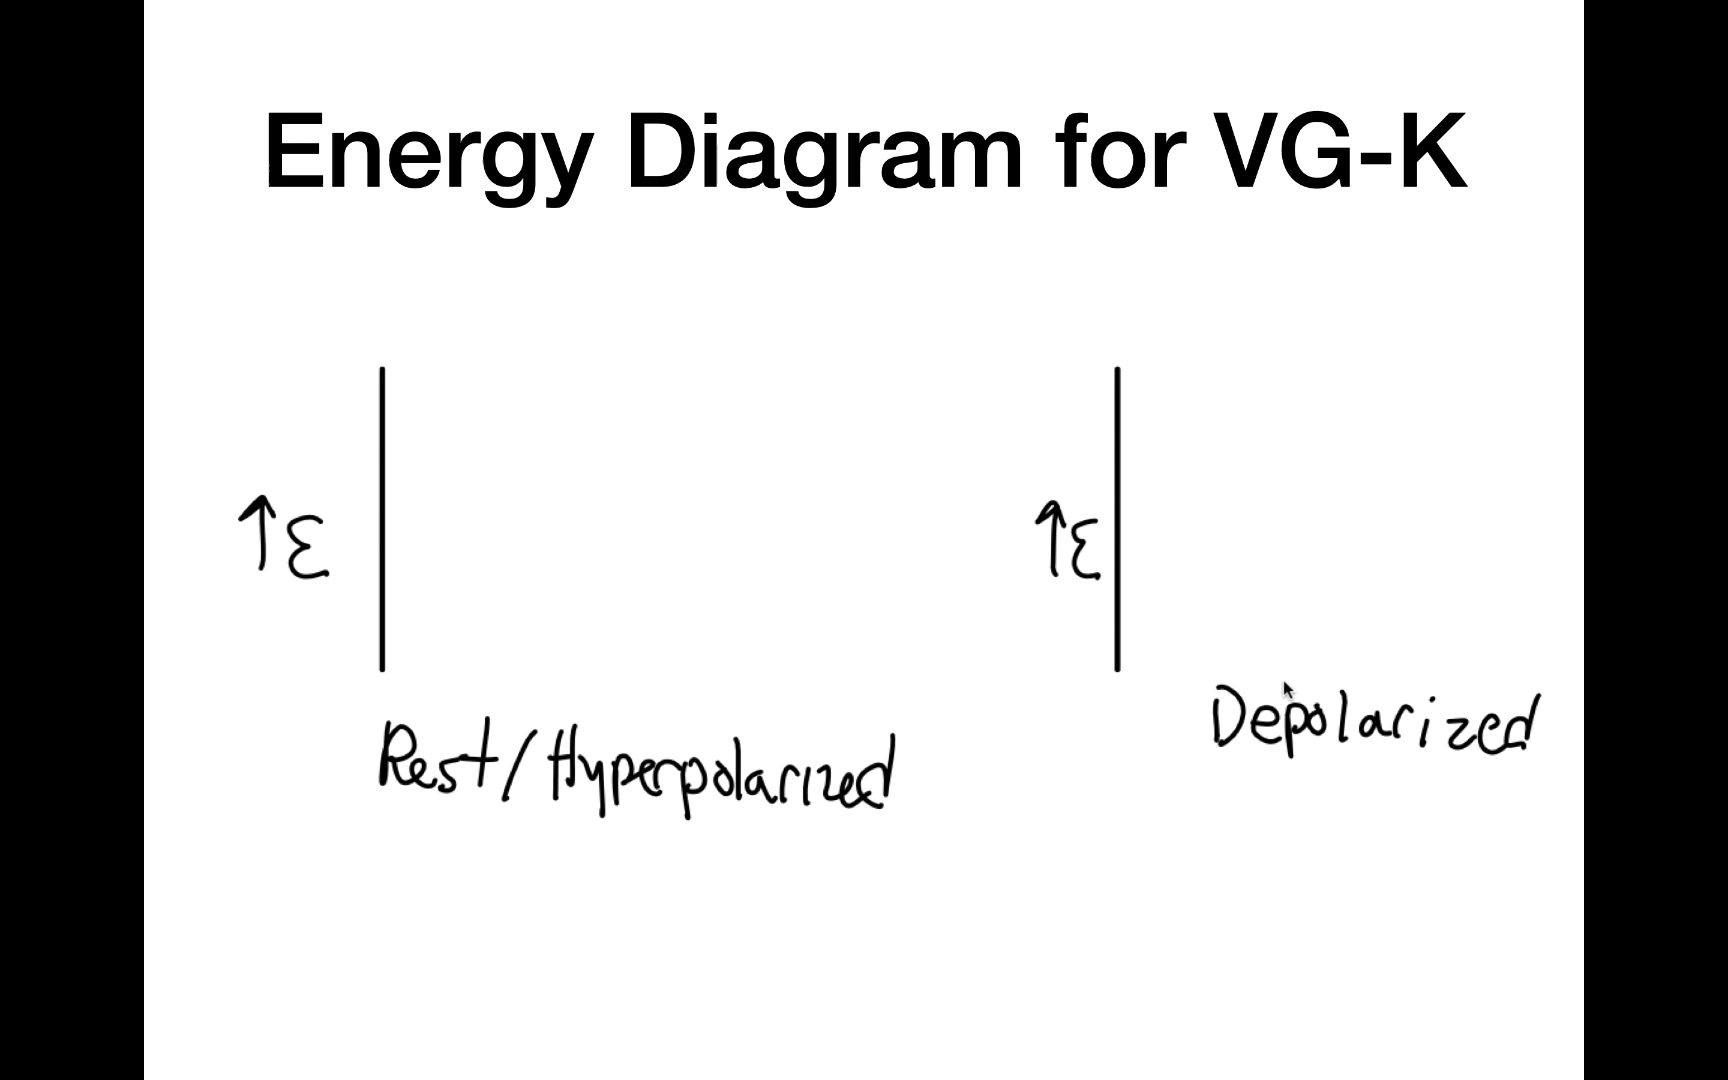 Energy Diagram for VG-K
↑ε
↑ε
Rest/Hyperpolarized
Depolarized